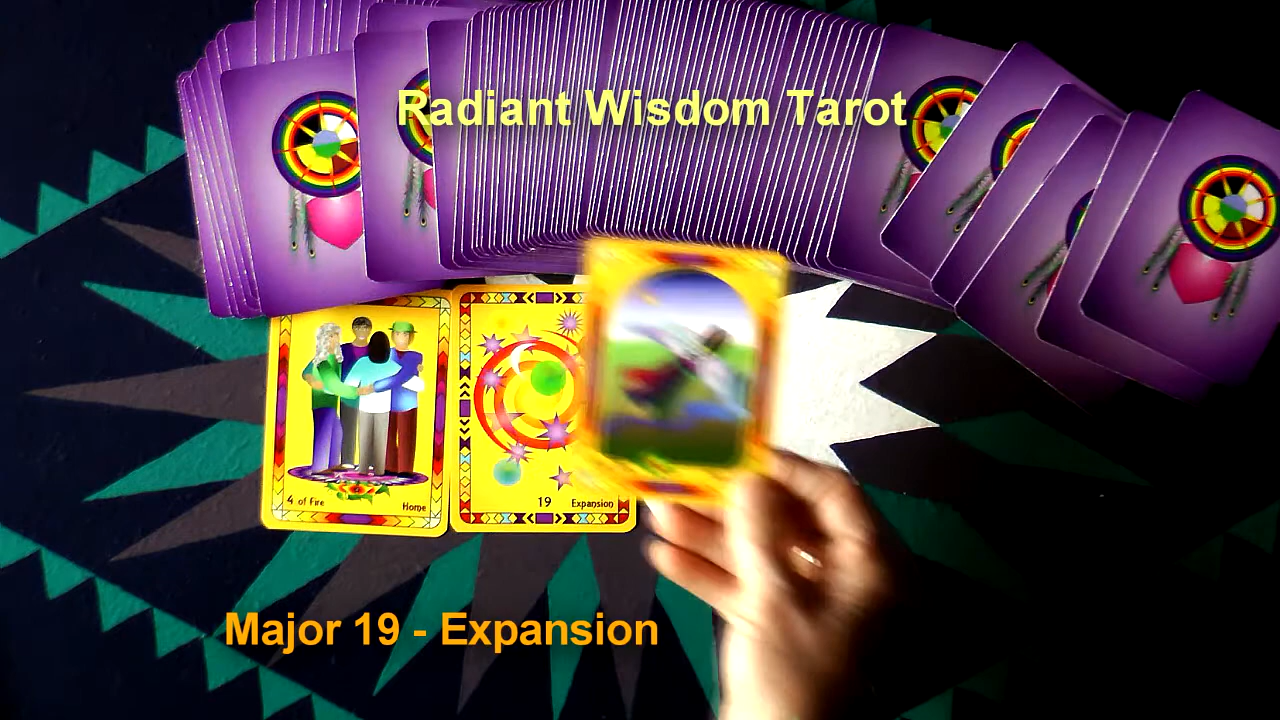 Radiant Wisdom Tarot
4 of Fire Home
19 Expansion
Major 19 - Expansion